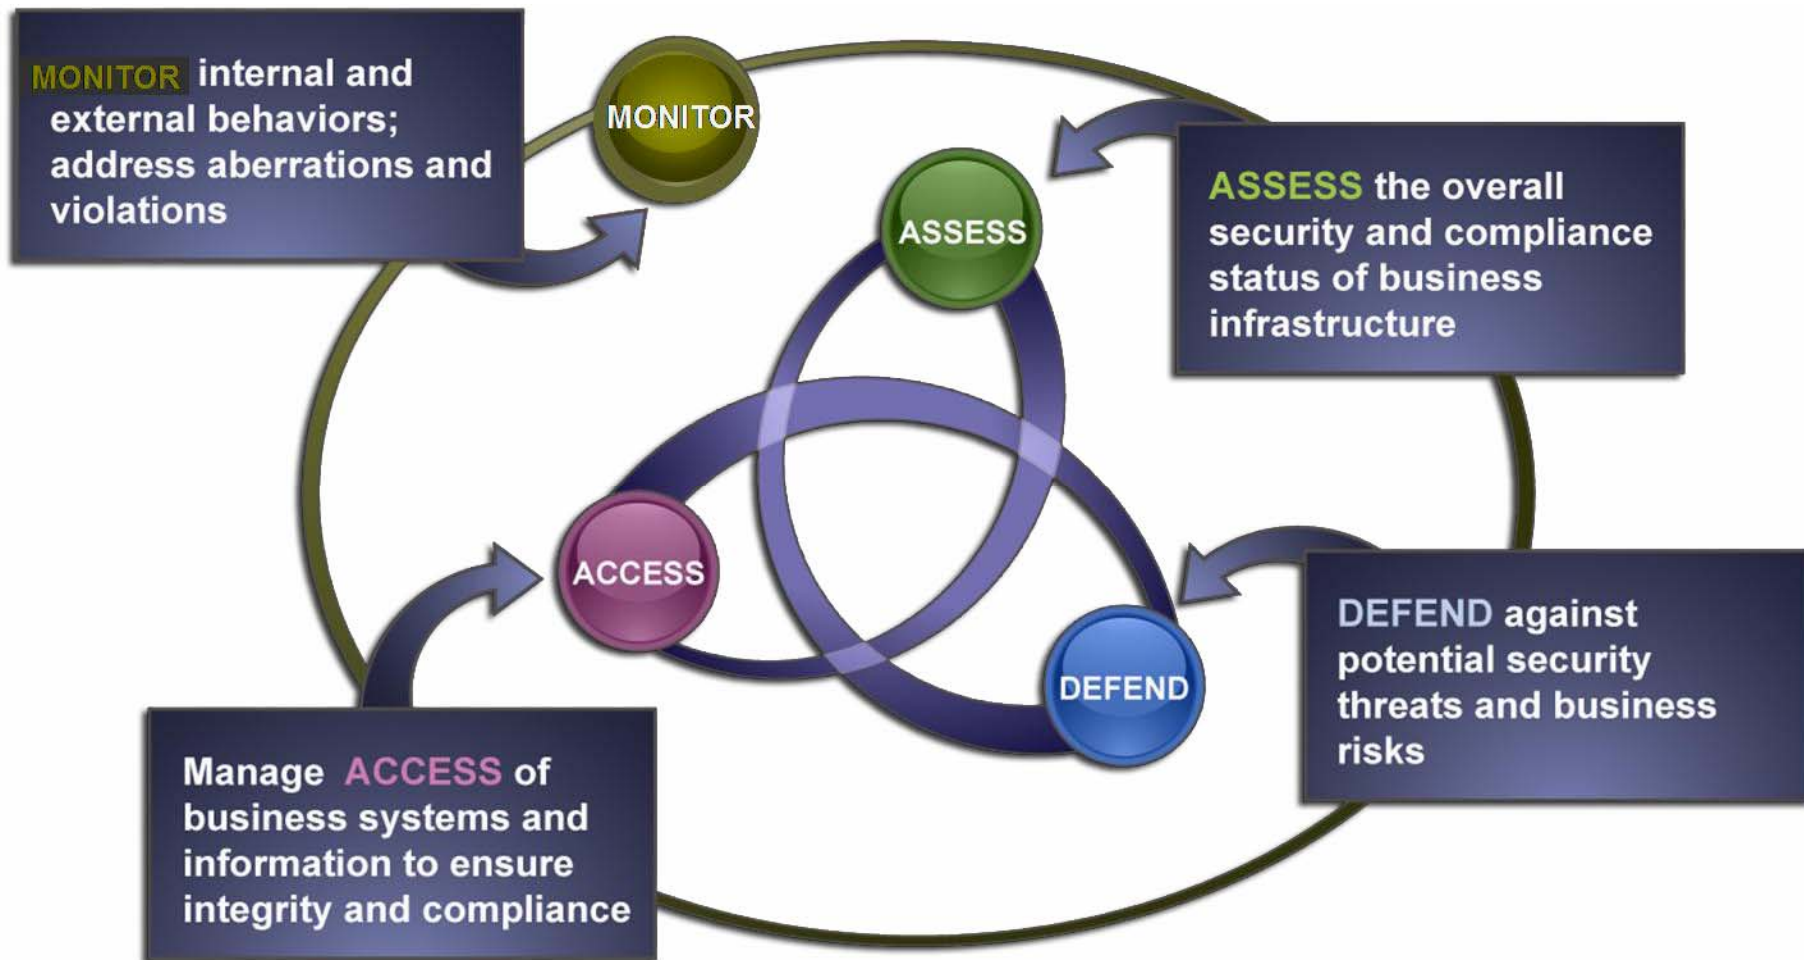 MONITOR internal and
external behaviors;
address aberrations and
violations
MONITOR
ASSESS
ASSESS the overall
security and compliance
status of business
infrastructure
ACCESS
DEFEND
DEFEND against
potential security
threats and business
risks
Manage ACCESS of
business systems and
information to ensure
integrity and compliance